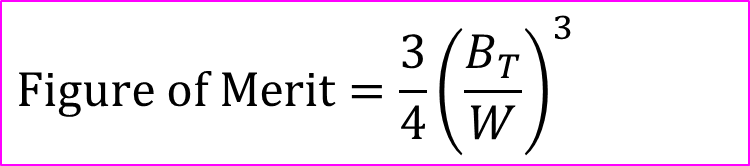 Figure of Merit = 3/4 (B_T/W)^3